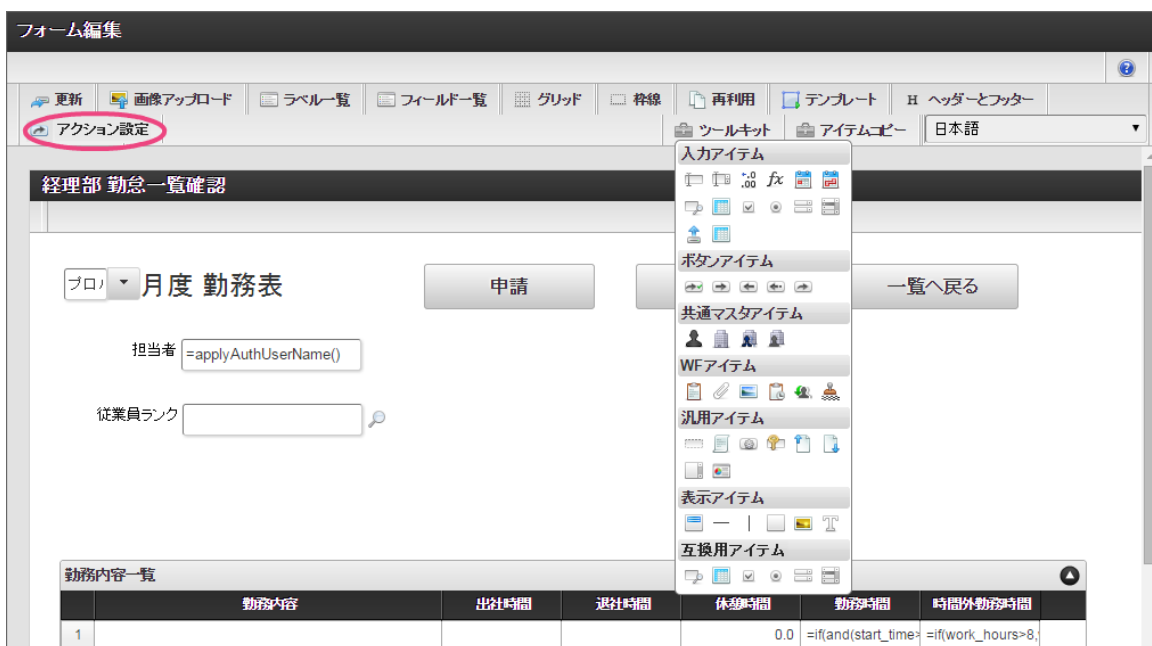 フォーム編集
更新 画像アップロード ラベル一覧 フィールド一覧 グリッド 枠線 再利用 テンプレート H ヘッダーとフッター
アクション設定 ツールキット アイテムコピー 日本語
入力アイテム
経理部 勤怠一覧確認
ボタンアイテム
ブロ 月度 勤務表 申請 一覧へ戻る
共通マスタアイテム
担当者 =applyAuthUserName()
WFアイテム
従業員ランク
汎用アイテム
表示アイテム
互換用アイテム
勤務内容一覧
勤務内容 出社時間 退社時間 休憩時間 勤務時間 時間外勤務時間
1 0.0 =if(and(start_time> =if(work_hours>8,